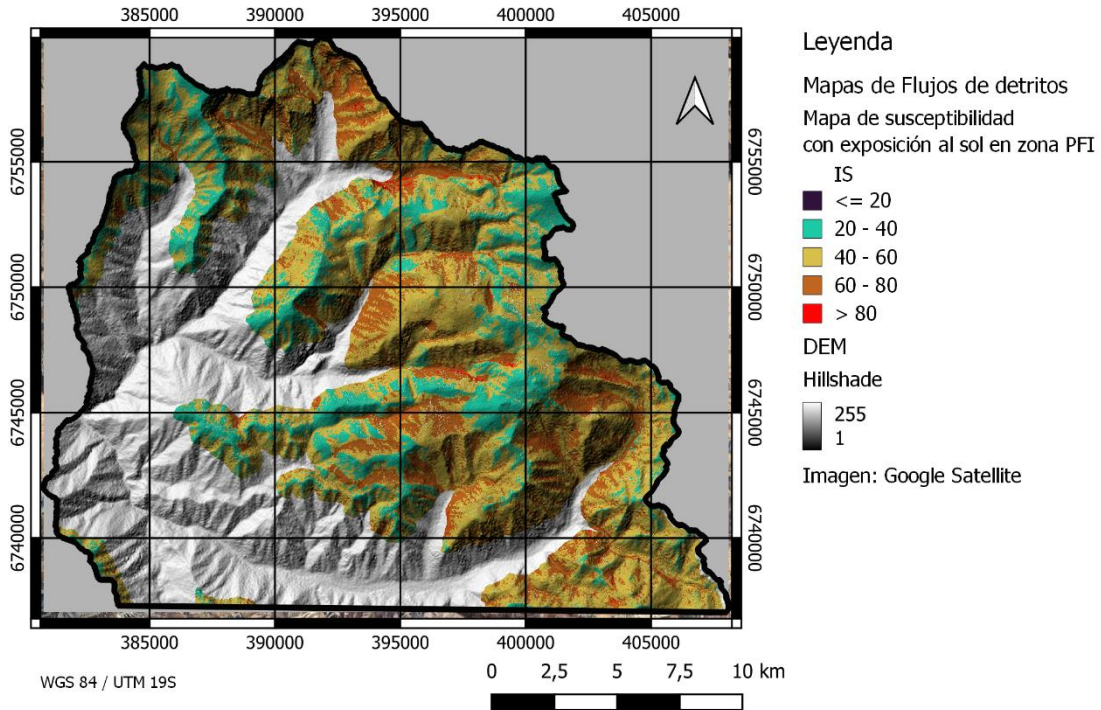 385000 390000 395000 400000 405000
6755000
6750000
6745000
6740000
6755000
6750000
6745000
6740000
385000 390000 395000 400000 405000
WGS 84 / UTM 19S
0 2,5 5 7,5 10 km
Leyenda
Mapas de Flujos de detritos
Mapa de susceptibilidad
con exposición al sol en zona PFI
IS
<= 20
20 - 40
40 - 60
60 - 80
> 80
DEM
Hillshade
255
1
Imagen: Google Satellite